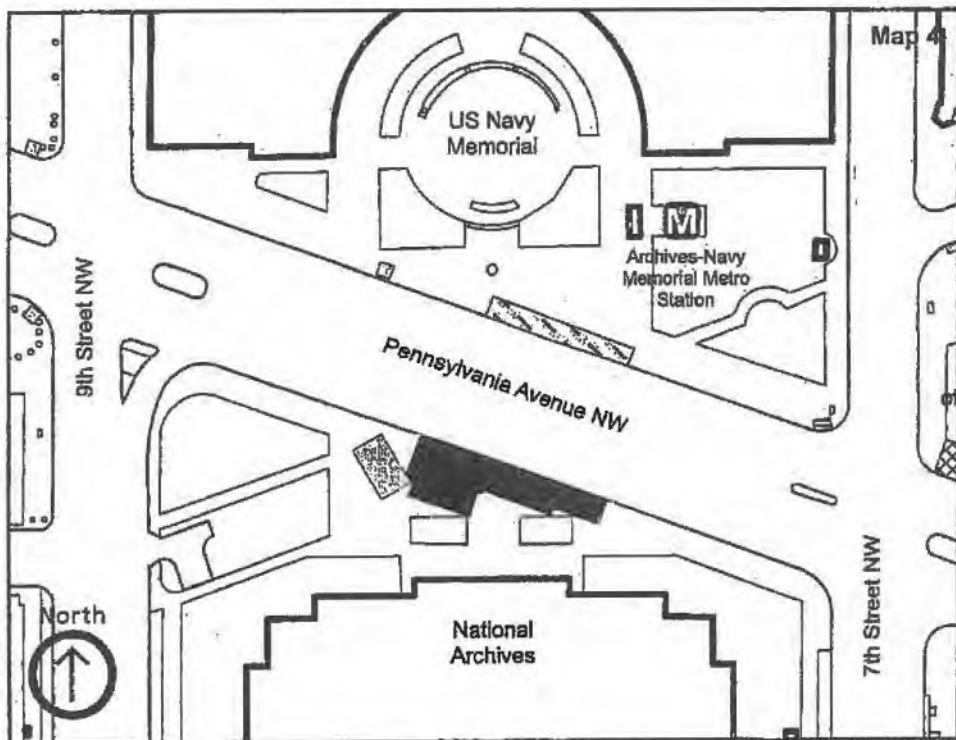 Map 4
US Navy
Memorial
M
Archives-Navy
Memorial Metro
Station
9th Street NW
Pennsylvania Avenue NW
North
National
Archives
7th Street NW